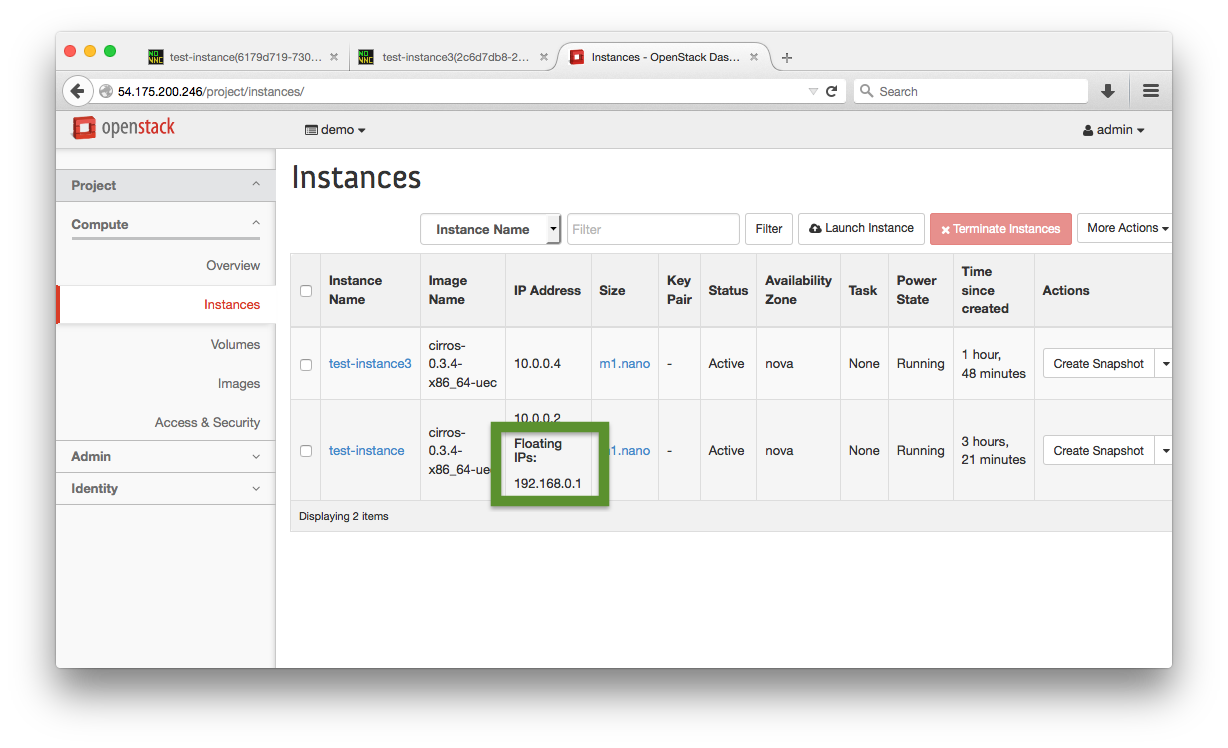 test-instance(6179d719-730...
test-instance3(2c6d7db8-2...
Instances - OpenStack Das...
54.175.200.246/project/instances/
Search
openstack
demo
admin
Project
Compute
Overview
Instances
Volumes
Images
Access & Security
Admin
Identity
Instances
Instance Name
Filter
Filter
Launch Instance
Terminate Instances
More Actions
Instance
Name
Image
Name
IP Address
Size
Key
Pair
Status
Availability
Zone
Task
Power
State
Time
since
created
Actions
test-instance3
cirros-
0.3.4-
x86_64-uec
10.0.0.4
m1.nano
-
Active
nova
None
Running
1 hour,
48 minutes
Create Snapshot
test-instance
cirros-
0.3.4-
x86_64-uec
10.0.0.2
Floating
IPs:
192.168.0.1
m1.nano
-
Active
nova
None
Running
3 hours,
21 minutes
Create Snapshot
Displaying 2 items